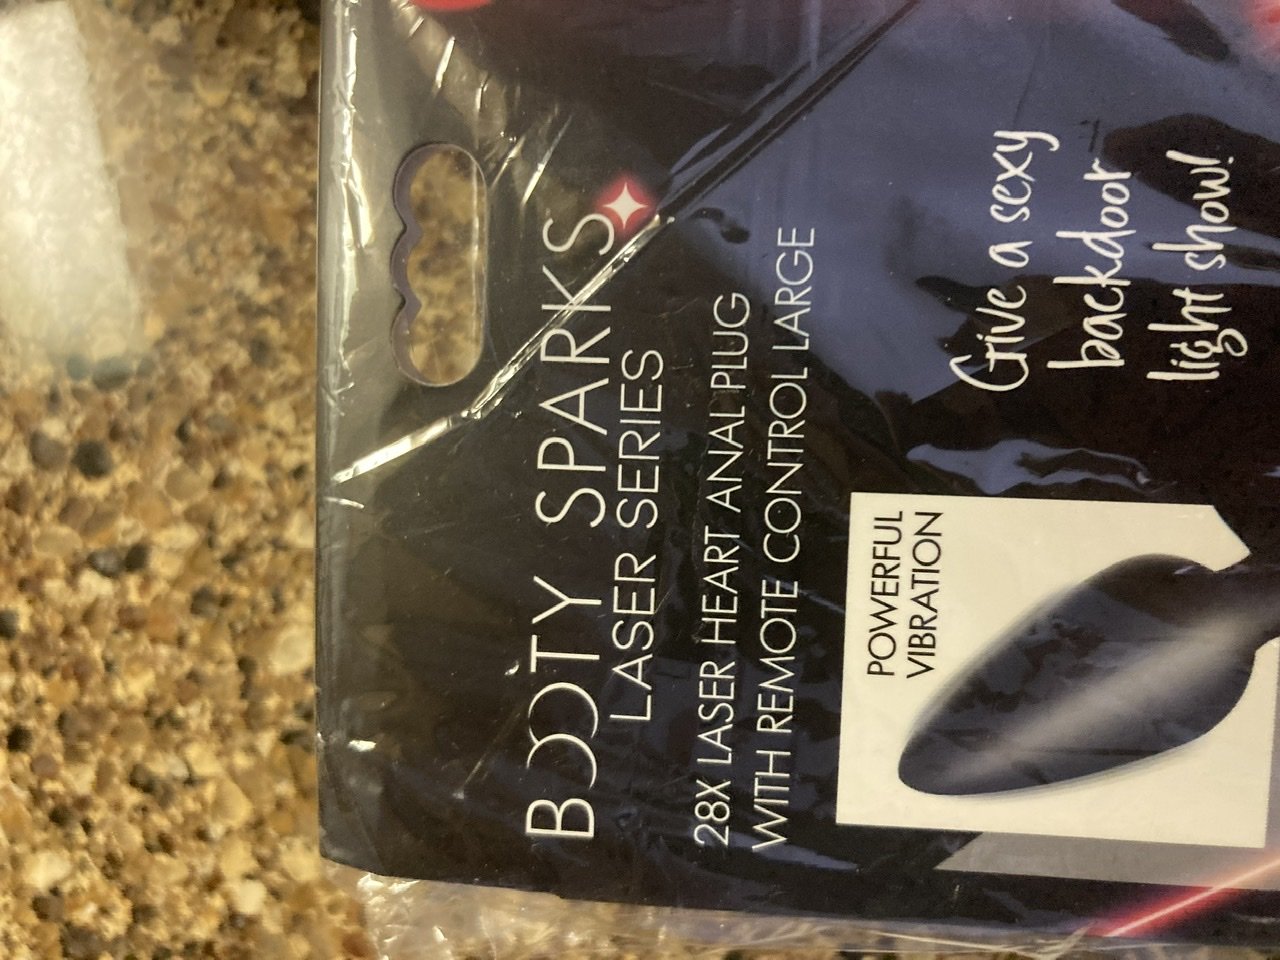 BOOTY SPARKS
LASER SERIES
28X LASER HEART ANAL PLUG
WITH REMOTE CONTROL LARGE
Give a sexy
backdoor
light show!
POWERFUL
VIBRATION